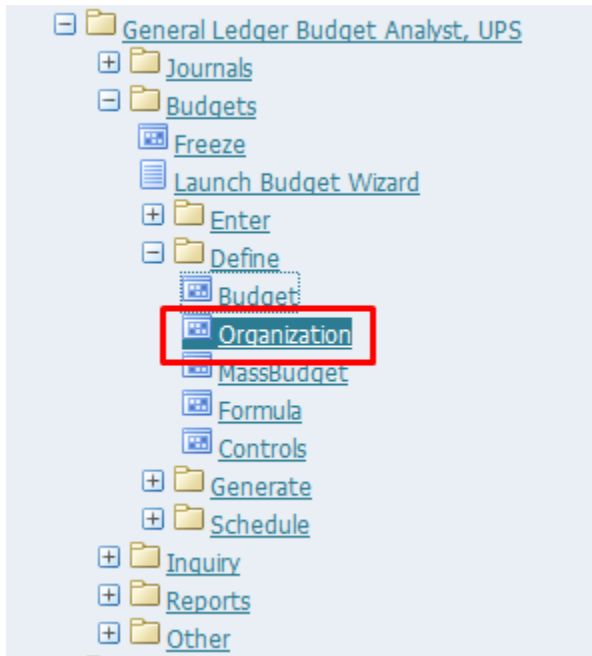 General Ledger Budget Analyst, UPS
Journals
Budgets
Freeze
Launch Budget Wizard
Enter
Define
Budget
Organization
MassBudget
Formula
Controls
Generate
Schedule
Inquiry
Reports
Other